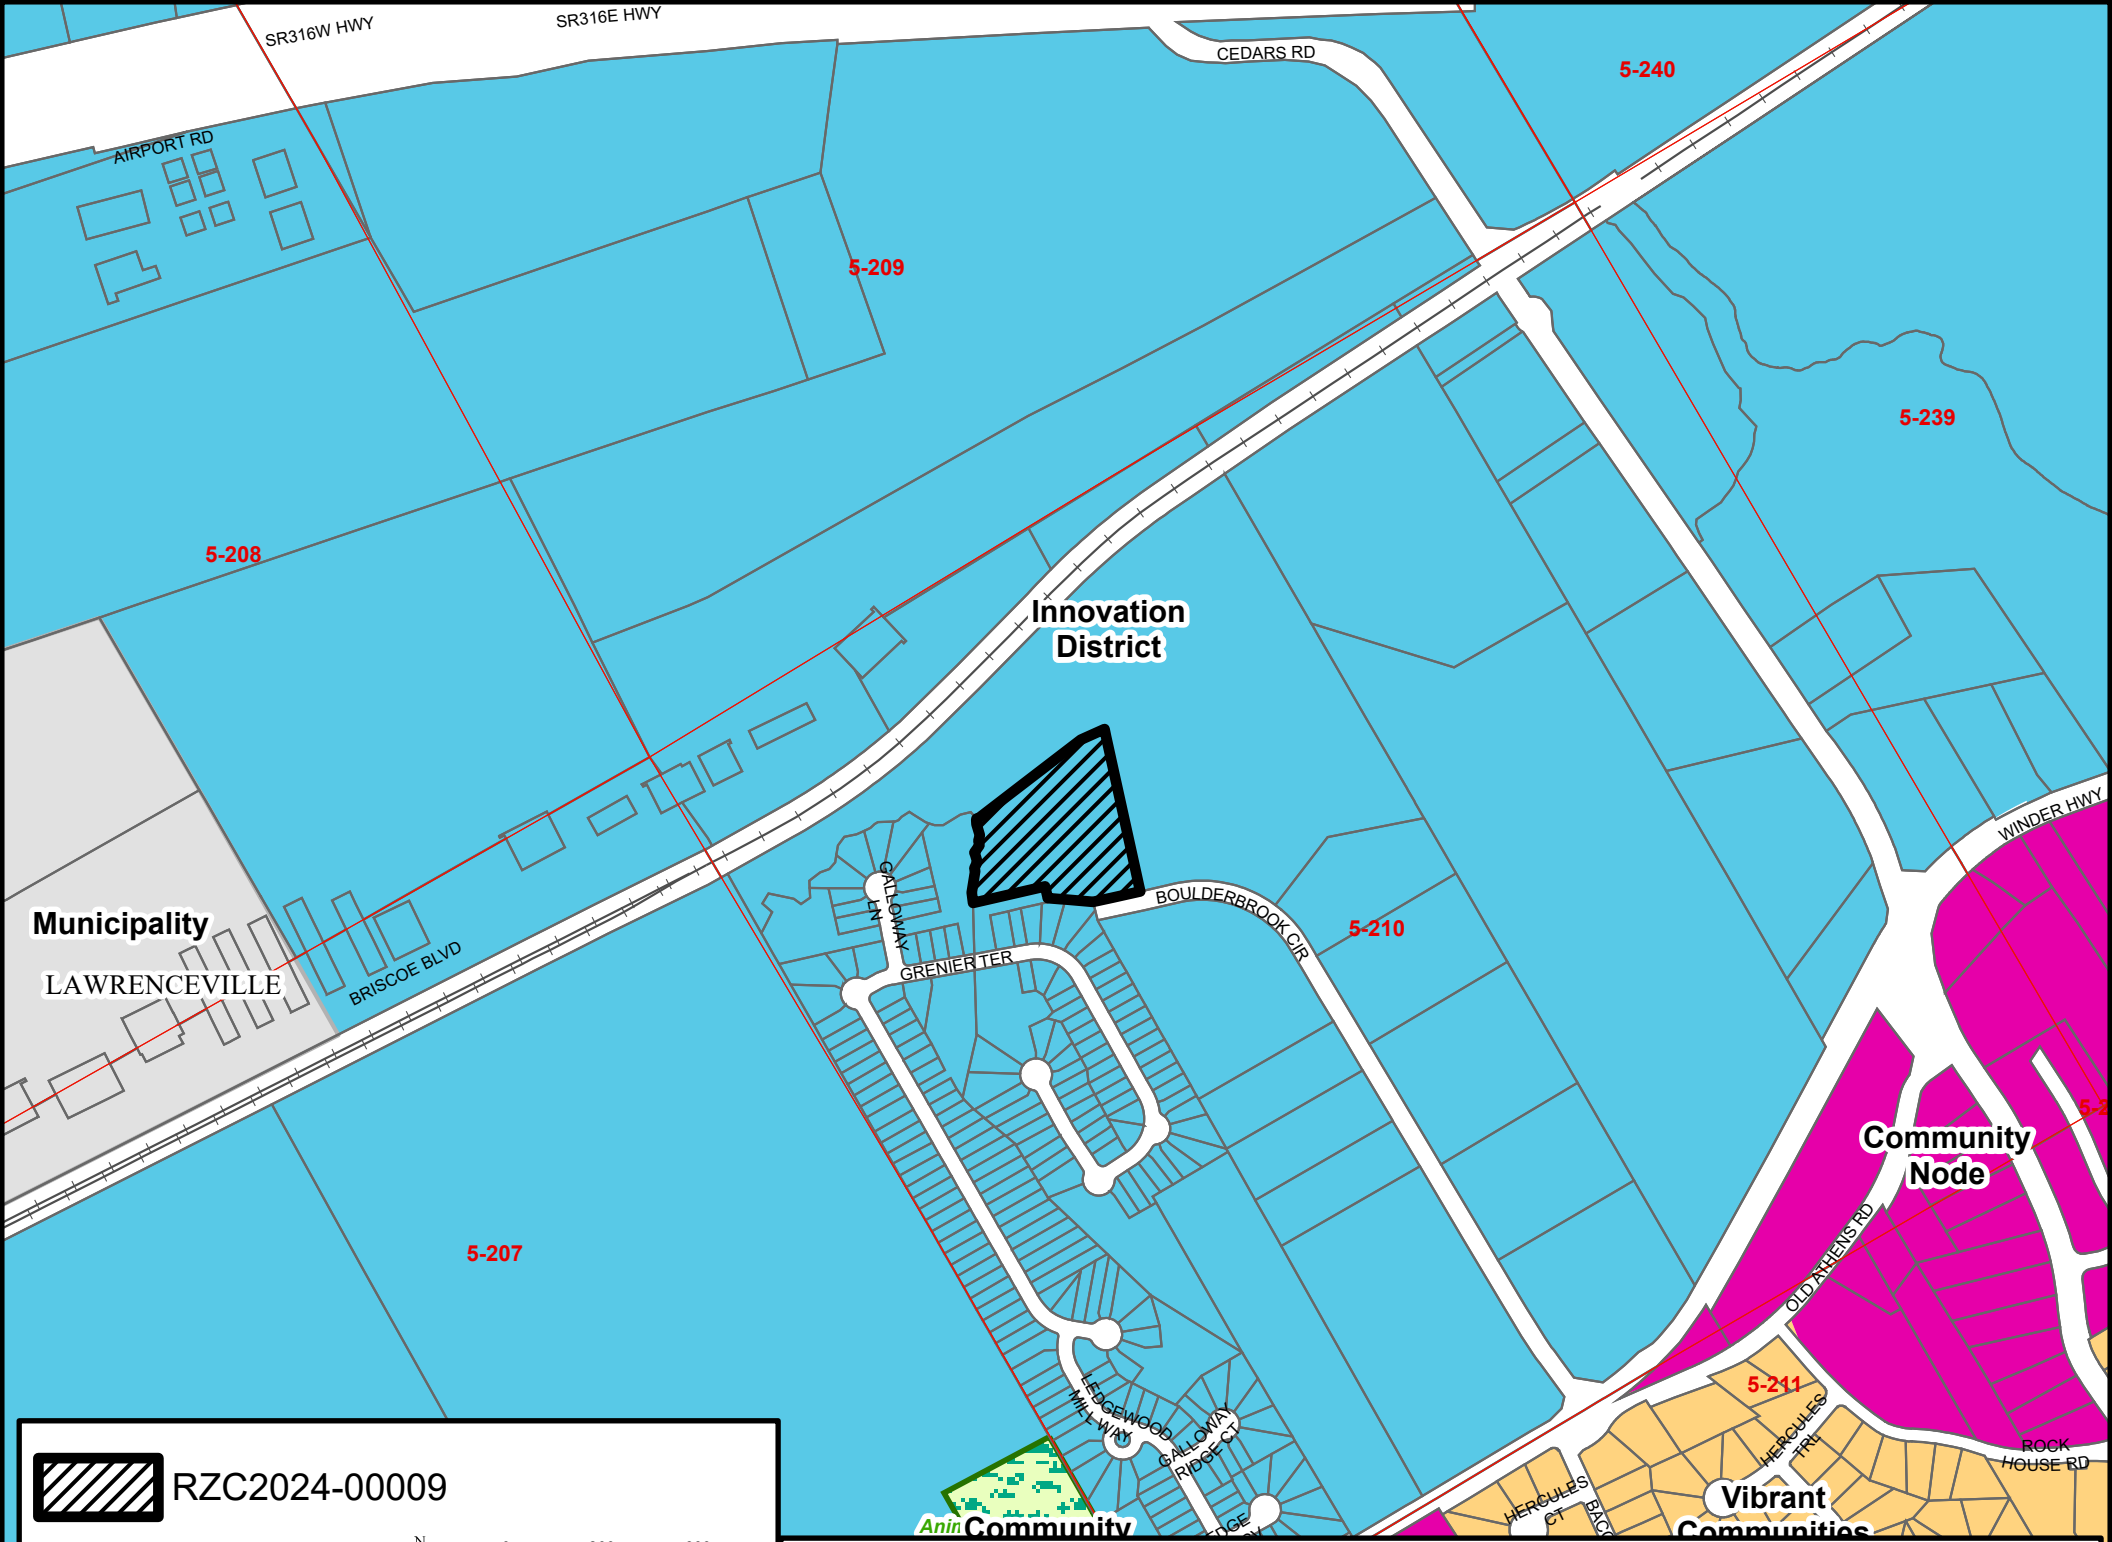 SR316W HWY
SR316E HWY
CEDARS RD
5-240
AIRPORT RD
5-209
5-239
5-208
Innovation
District
WINDER HWY
GALLOWAY
LN
BOULDERBROOK CIR
Municipality
5-210
BRISCOE BLVD
GRENIER TER
LAWRENCEVILLE
Community
Node
5-207
OLD ATHENS RD
5-211
LEDGEWOOD
MILL WAY
GALLOWAY
RIDGE CT
HERCULES
TRL
ROCK
HOUSE RD
RZC2024-00009
HERCULES
CT
Vibrant
Communities
Community
N